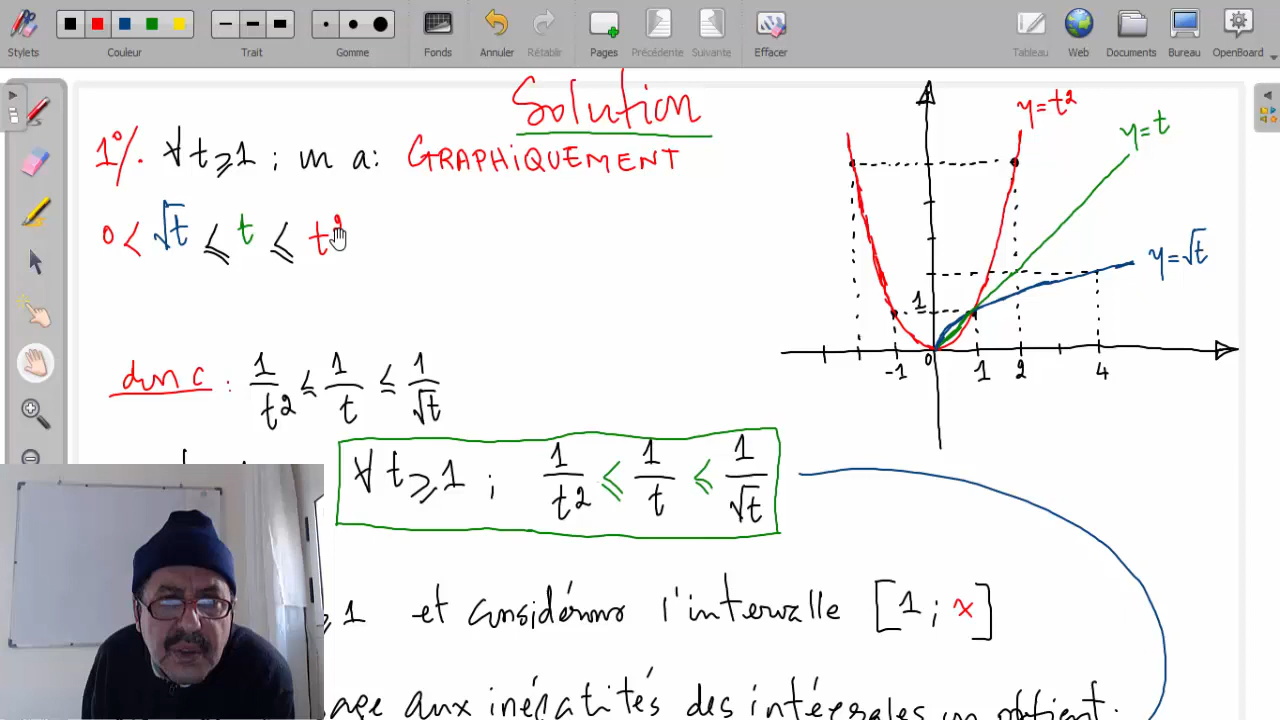 Stylets Couleur Trait Gomme Fonds Annuler Rétablir Pages Précédente Suivante Effacer Tableau Web Documents Bureau OpenBoard
Solution
1°/. ∀t⩾1 ; on a: GRAPHIQUEMENT
0 < √t ≤ t ≤ t²
donc : 1/t² ≤ 1/t ≤ 1/√t
∀t⩾1 ; 1/t² ≤ 1/t ≤ 1/√t
⩾1 et considérons l'intervalle [1 ; x]
aux inégalités des intégrales on obtient:
y=t²
y=t
y=√t
1
-1 0 1 2 4